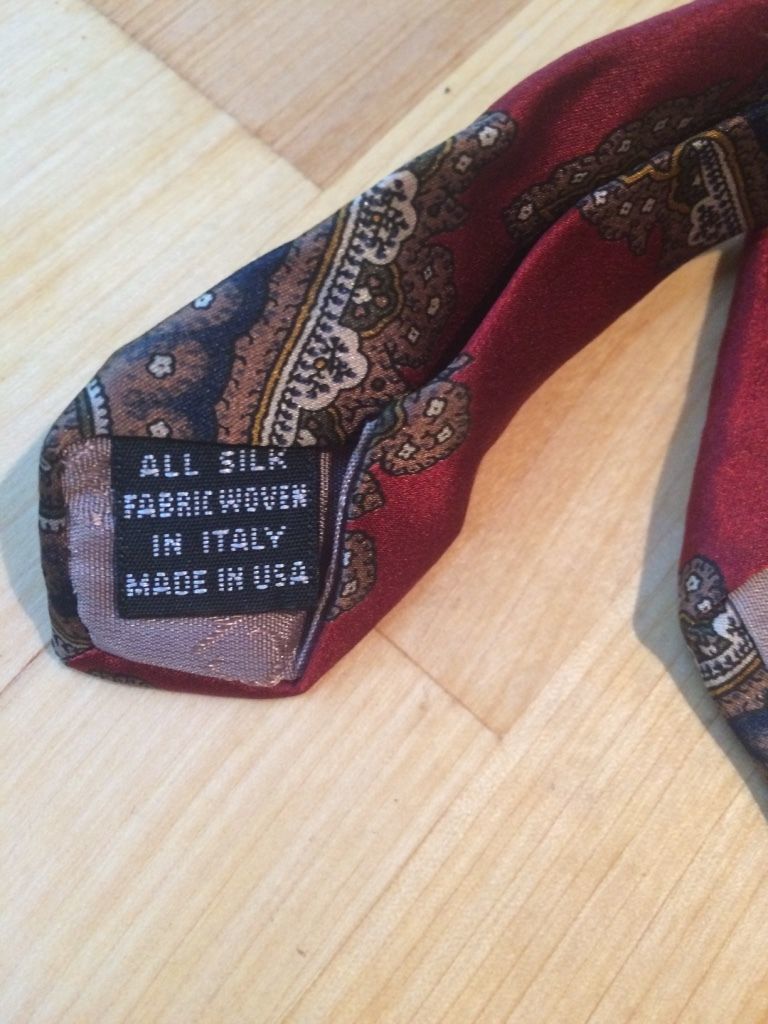 ALL SILK
FABRIC WOVEN
IN ITALY
MADE IN USA